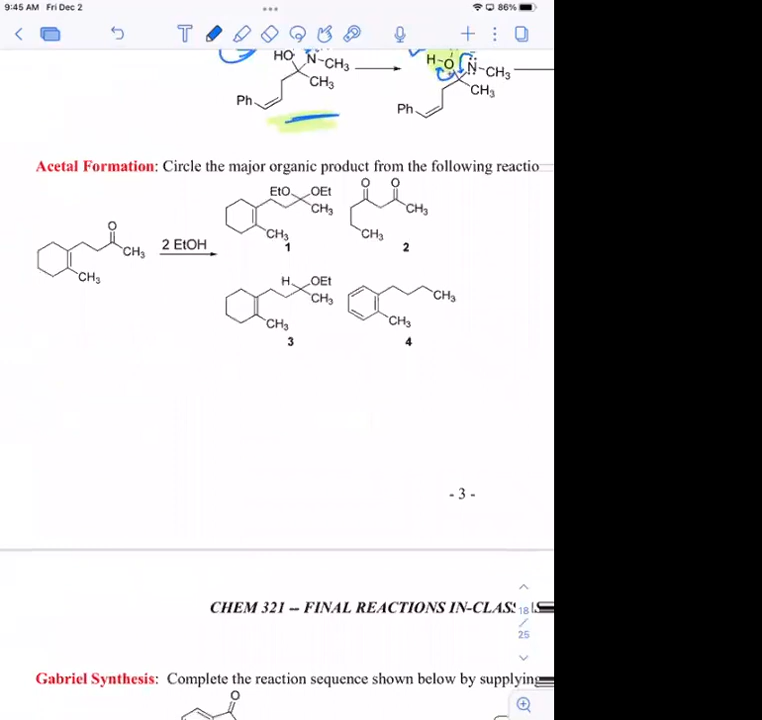 9:45 AM Fri Dec 2
86%
HO N CH3
CH3
Ph
H-O N-CH3
CH3
Ph
Acetal Formation: Circle the major organic product from the following reactio
O
CH3
CH3
2 EtOH
EtO OEt
CH3
CH3
1
O O
CH3
CH3
2
H OEt
CH3
CH3
3
CH3
CH3
4
- 3 -
CHEM 321 – FINAL REACTIONS IN-CLASS
18
/
25
Gabriel Synthesis: Complete the reaction sequence shown below by supplying
O